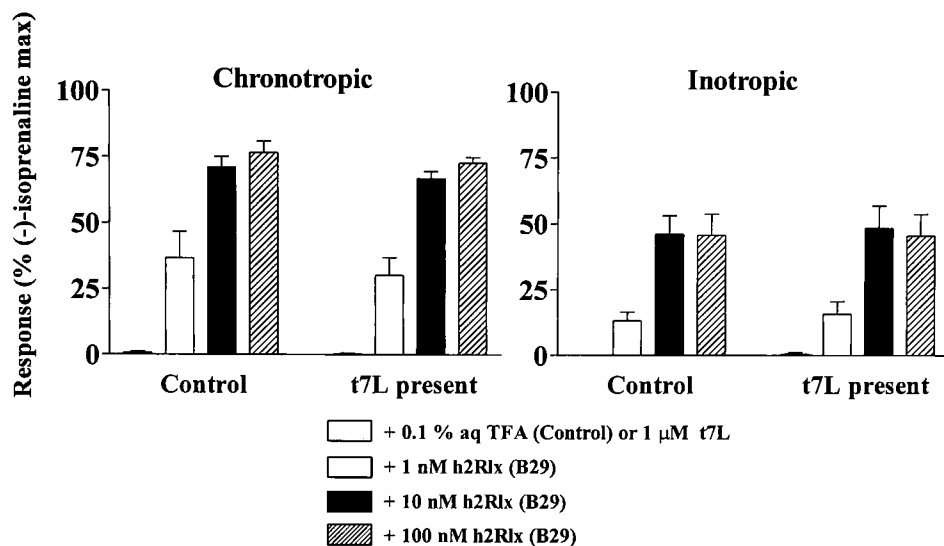 Response (% (-)-isoprenaline max)
Chronotropic
100
75
50
25
0
Control
t7L present
Inotropic
100
75
50
25
0
Control
t7L present
+ 0.1 % aq TFA (Control) or 1 µM t7L
+ 1 nM h2Rlx (B29)
+ 10 nM h2Rlx (B29)
+ 100 nM h2Rlx (B29)